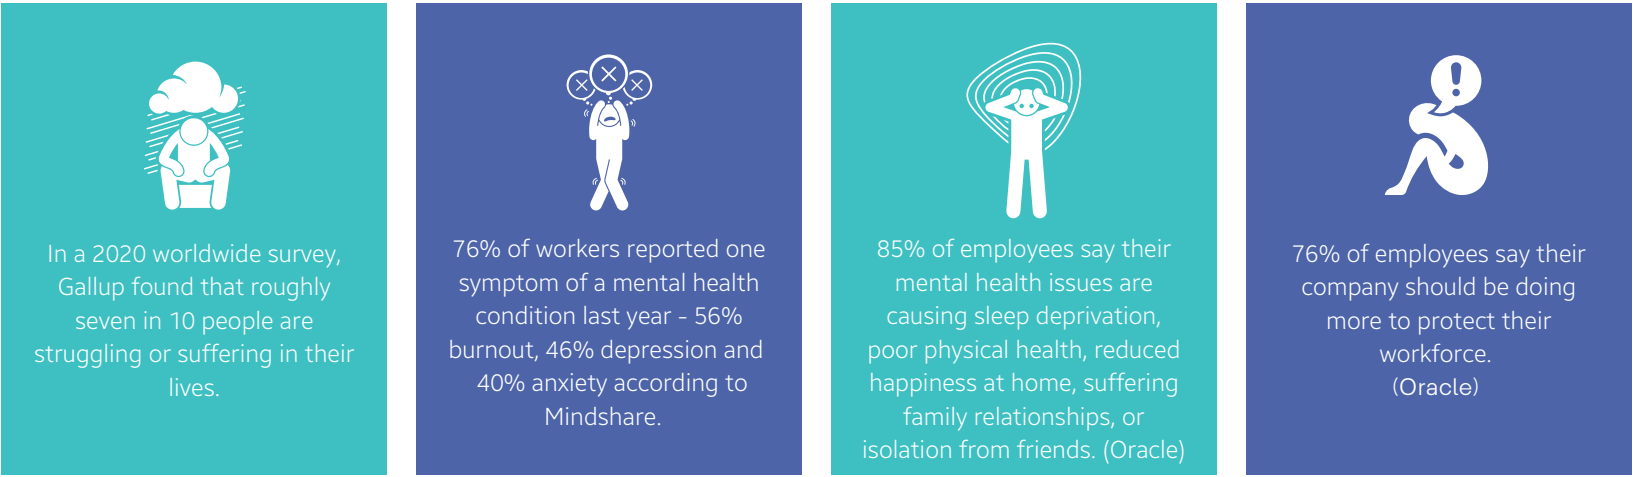 In a 2020 worldwide survey,
Gallup found that roughly
seven in 10 people are
struggling or suffering in their
lives.
76% of workers reported one
symptom of a mental health
condition last year - 56%
burnout, 46% depression and
40% anxiety according to
Mindshare.
85% of employees say their
mental health issues are
causing sleep deprivation,
poor physical health, reduced
happiness at home, suffering
family relationships, or
isolation from friends. (Oracle)
!
76% of employees say their
company should be doing
more to protect their
workforce.
(Oracle)